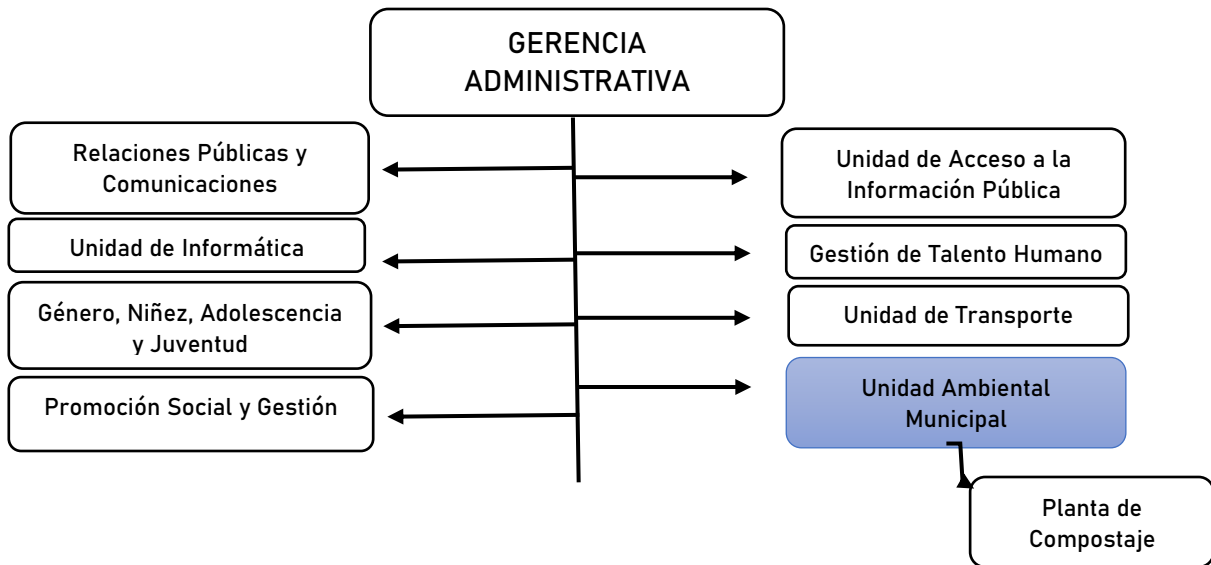 GERENCIA
ADMINISTRATIVA
Relaciones Públicas y
Comunicaciones
Unidad de Informática
Género, Niñez, Adolescencia
y Juventud
Promoción Social y Gestión
Unidad de Acceso a la
Información Pública
Gestión de Talento Humano
Unidad de Transporte
Unidad Ambiental
Municipal
Planta de
Compostaje